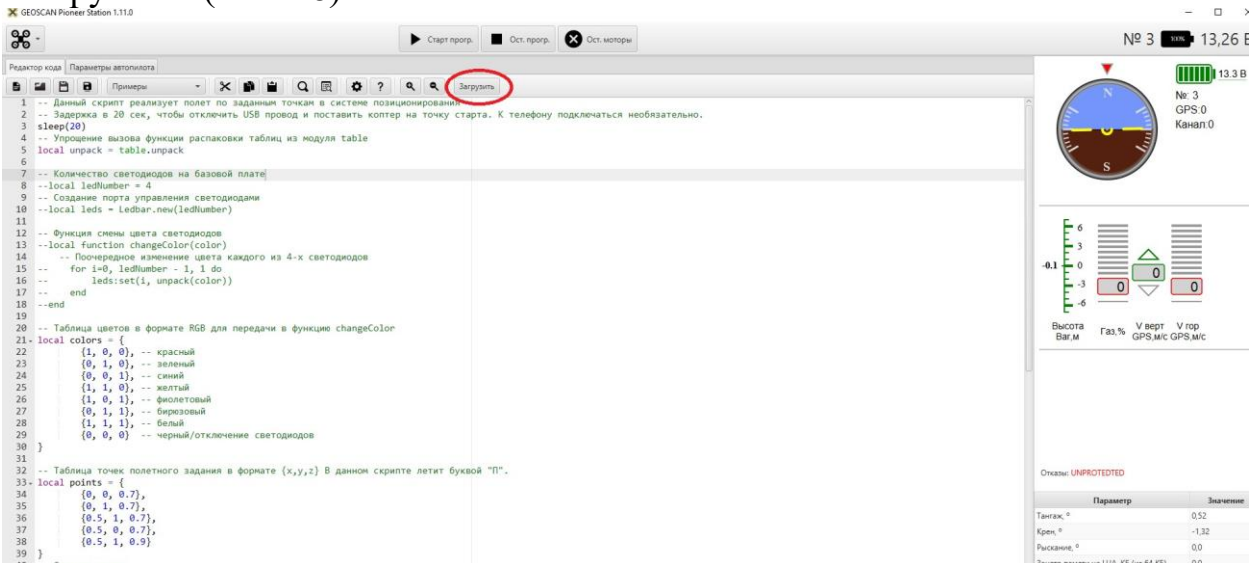 GEOSCAN Pioneer Station 1.11.0
Старт прогр. Ост. прогр. Ост. моторы
№ 3 100% 13,26 В
Редактор кода Параметры автопилота
Примеры Загрузить
1 -- Данный скрипт реализует полет по заданным точкам в системе позиционирования
2 -- Задержка в 20 сек, чтобы отключить USB провод и поставить коптер на точку старта. К телефону подключаться необязательно.
3 sleep(20)
4 -- Упрощение вызова функции распаковки таблиц из модуля table
5 local unpack = table.unpack
6
7 -- Количество светодиодов на базовой плате
8 --local ledNumber = 4
9 -- Создание порта управления светодиодами
10 --local leds = Ledbar.new(ledNumber)
11
12 -- Функция смены цвета светодиодов
13 --local function changeColor(color)
14 -- Поочередное изменение цвета каждого из 4-х светодиодов
15 -- for i=0, ledNumber - 1, 1 do
16 -- leds:set(i, unpack(color))
17 -- end
18 --end
19
20 -- Таблица цветов в формате RGB для передачи в функцию changeColor
21 local colors = {
22 {1, 0, 0}, -- красный
23 {0, 1, 0}, -- зеленый
24 {0, 0, 1}, -- синий
25 {1, 1, 0}, -- желтый
26 {1, 0, 1}, -- фиолетовый
27 {0, 1, 1}, -- бирюзовый
28 {1, 1, 1}, -- белый
29 {0, 0, 0} -- черный/отключение светодиодов
30 }
31
32 -- Таблица точек полетного задания в формате {x,y,z} В данном скрипте летит буквой "П".
33 local points = {
34 {0, 0, 0.7},
35 {0, 1, 0.7},
36 {0.5, 1, 0.7},
37 {0.5, 0, 0.7},
38 {0.5, 1, 0.9}
39 }
N
S
13.3 В
№: 3
GPS:0
Канал:0
6
3
-0.1 0
-3
-6
0 0 0
Высота Bar,м
Газ,%
V верт GPS,м/с
V гор GPS,м/с
Отказы: UNPROTEDTED
Параметр Значение
Тангаж, º 0,52
Крен, º -1,32
Рыскание, º 0,0